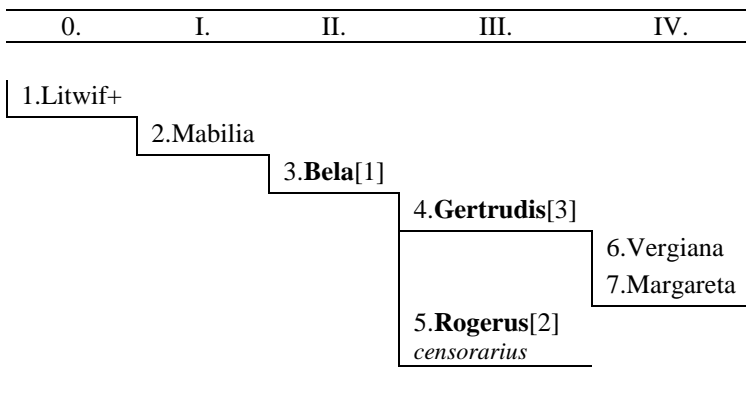 0. I. II. III. IV.
1.Litwif+
2.Mabilia
3.Bela[1]
4.Gertrudis[3]
6.Vergiana
7.Margareta
5.Rogerus[2]
censorarius